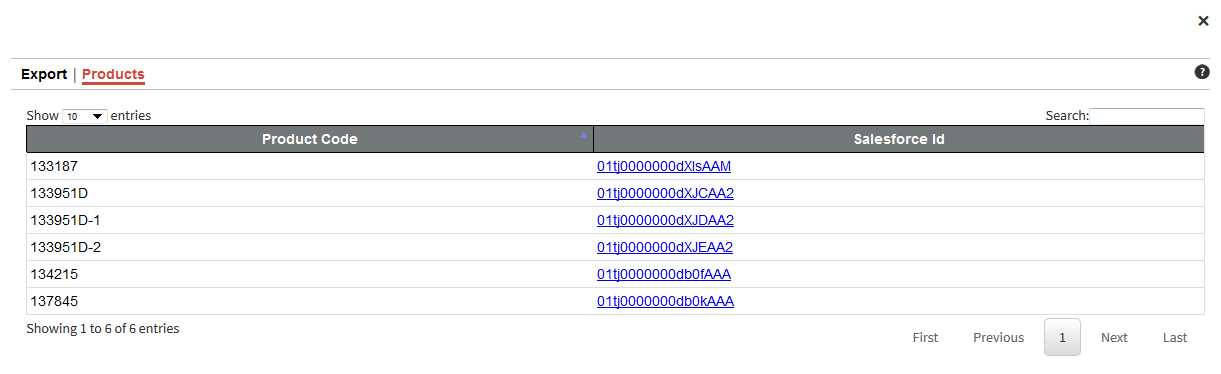 ×
Export | Products
?
Show 10 entries Search:
Product Code Salesforce Id
133187 01tj0000000dXIsAAM
133951D 01tj0000000dXJCAA2
133951D-1 01tj0000000dXJDAA2
133951D-2 01tj0000000dXJEAA2
134215 01tj0000000db0fAAA
137845 01tj0000000db0kAAA
Showing 1 to 6 of 6 entries
First Previous 1 Next Last